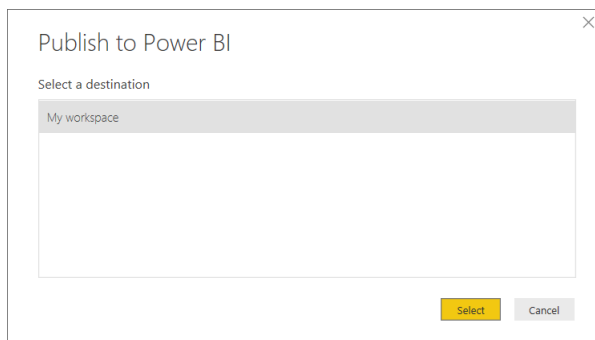 Publish to Power BI
Select a destination
My workspace
Select Cancel